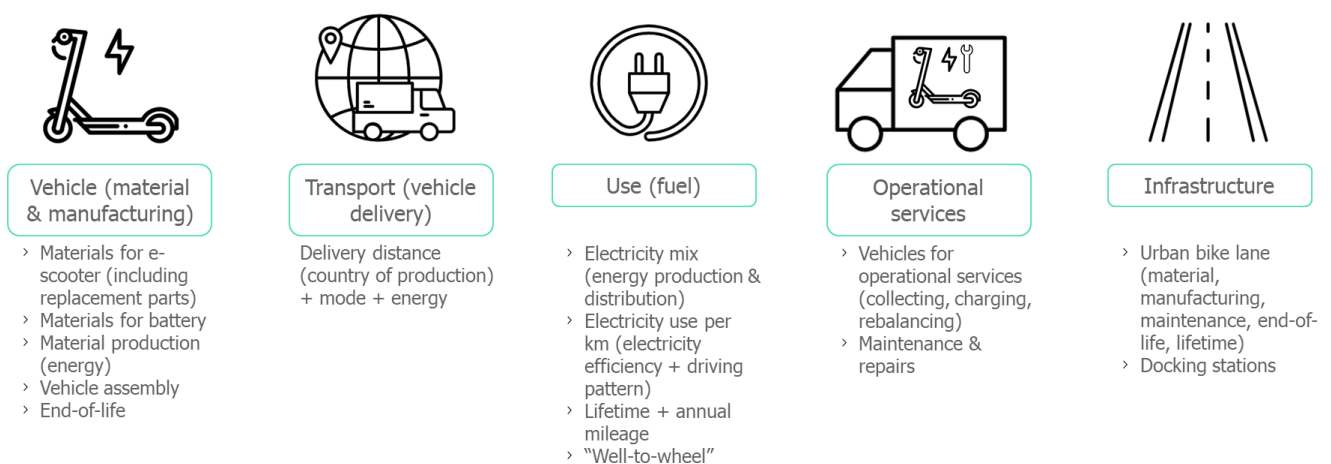 Vehicle (material
& manufacturing)
› Materials for e-
scooter (including
replacement parts)
› Materials for battery
› Material production
(energy)
› Vehicle assembly
› End-of-life
Transport (vehicle
delivery)
Delivery distance
(country of production)
+ mode + energy
Use (fuel)
› Electricity mix
(energy production &
distribution)
› Electricity use per
km (electricity
efficiency + driving
pattern)
› Lifetime + annual
mileage
› “Well-to-wheel”
Operational
services
› Vehicles for
operational services
(collecting, charging,
rebalancing)
› Maintenance &
repairs
Infrastructure
› Urban bike lane
(material,
manufacturing,
maintenance, end-of-
life, lifetime)
› Docking stations